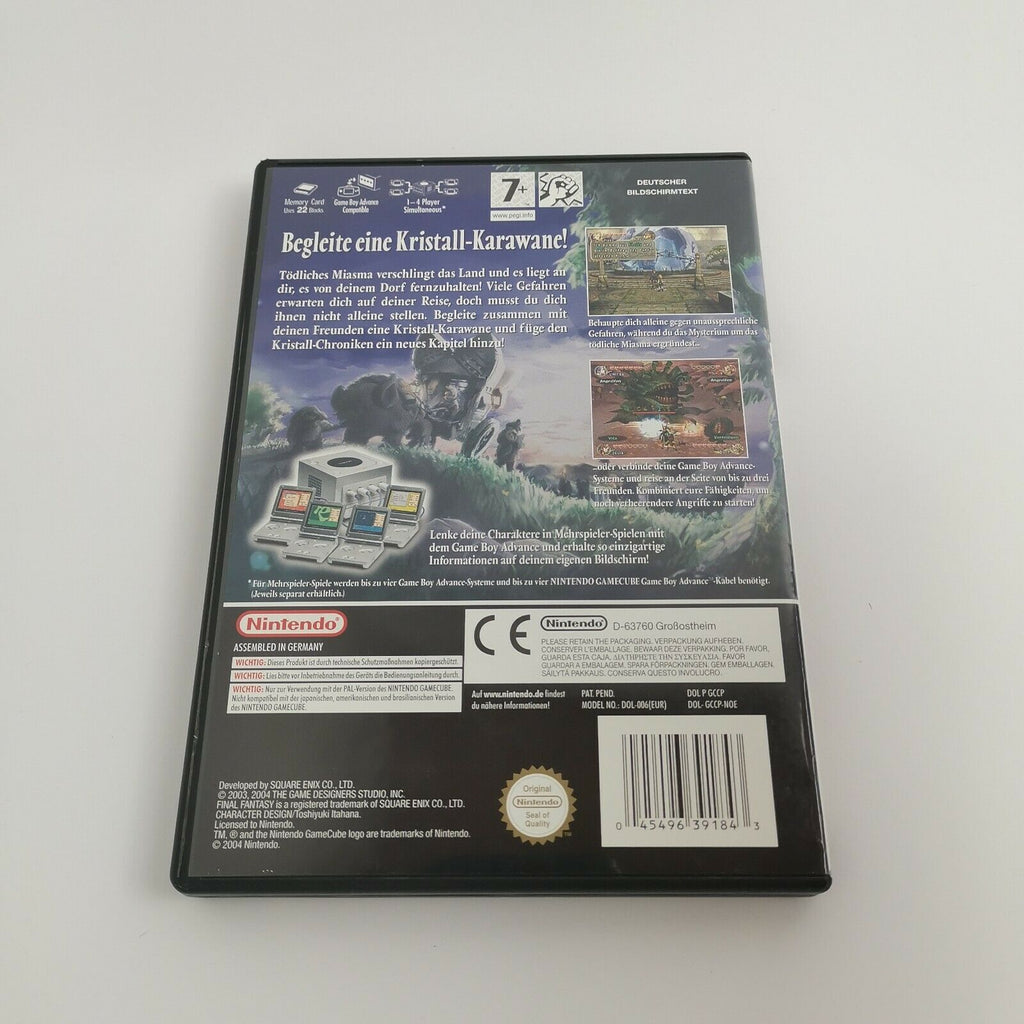 Memory Card
Uses 22 Blocks
Game Boy Advance
Compatible
1-4 Player
Simultaneous*
7+
www.pegi.info
DEUTSCHER
BILDSCHIRMTEXT
Begleite eine Kristall-Karawane!
Tödliches Miasma verschlingt das Land und es liegt an
dir, es von deinem Dorf fernzuhalten! Viele Gefahren
erwarten dich auf deiner Reise, doch musst du dich
ihnen nicht alleine stellen. Begleite zusammen mit
deinen Freunden eine Kristall-Karawane und füge den
Kristall-Chroniken ein neues Kapitel hinzu!
Behaupte dich alleine gegen unaussprechliche
Gefahren, während du das Mysterium um das
tödliche Miasma ergründest...
...oder verbinde deine Game Boy Advance-
Systeme und reise an der Seite von bis zu drei
Freunden. Kombiniert eure Fähigkeiten, um
noch verheerendere Angriffe zu starten!
Lenke deine Charaktere in Mehrspieler-Spielen mit
dem Game Boy Advance und erhalte so einzigartige
Informationen auf deinem eigenen Bildschirm!
*Für Mehrspieler-Spiele werden bis zu vier Game Boy Advance-Systeme und bis zu vier NINTENDO GAMECUBE Game Boy Advance™-Kabel benötigt.
(Jeweils separat erhältlich.)
Nintendo®
ASSEMBLED IN GERMANY
WICHTIG: Dieses Produkt ist durch technische Schutzmaßnahmen kopiergeschützt.
WICHTIG: Lies bitte vor Inbetriebnahme des Geräts die Bedienungsanleitung durch.
WICHTIG: Nur zur Verwendung mit der PAL-Version des NINTENDO GAMECUBE.
Nicht kompatibel mit der japanischen, amerikanischen und brasilianischen Version
des NINTENDO GAMECUBE.
CE
Nintendo® D-63760 Großostheim
PLEASE RETAIN THE PACKAGING. VERPACKUNG AUFHEBEN.
CONSERVER L'EMBALLAGE. BEWAAR DEZE VERPAKKING. POR FAVOR,
GUARDA ESTA CAJA. ΔΙΑΤΗΡΗΣΤΕ ΤΗΝ ΣΥΣΚΕΥΑΣΙΑ. FAVOR
GUARDAR A EMBALAGEM. SPARA FÖRPACKNINGEN. GEM EMBALLAGEN.
SÄILYTÄ PAKKAUS. CONSERVA QUESTO INVOLUCRO.
Auf www.nintendo.de findest
du nähere Informationen!
PAT. PEND.
MODEL NO.: DOL-006(EUR)
DOL P GCCP
DOL- GCCP-NOE
Developed by SQUARE ENIX CO., LTD.
© 2003, 2004 THE GAME DESIGNERS STUDIO, INC.
FINAL FANTASY is a registered trademark of SQUARE ENIX CO., LTD.
CHARACTER DESIGN/Toshiyuki Itahana.
Licensed to Nintendo.
TM, ® and the Nintendo GameCube logo are trademarks of Nintendo.
© 2004 Nintendo.
Original
Nintendo
Seal of
Quality
0 45496 39184 3